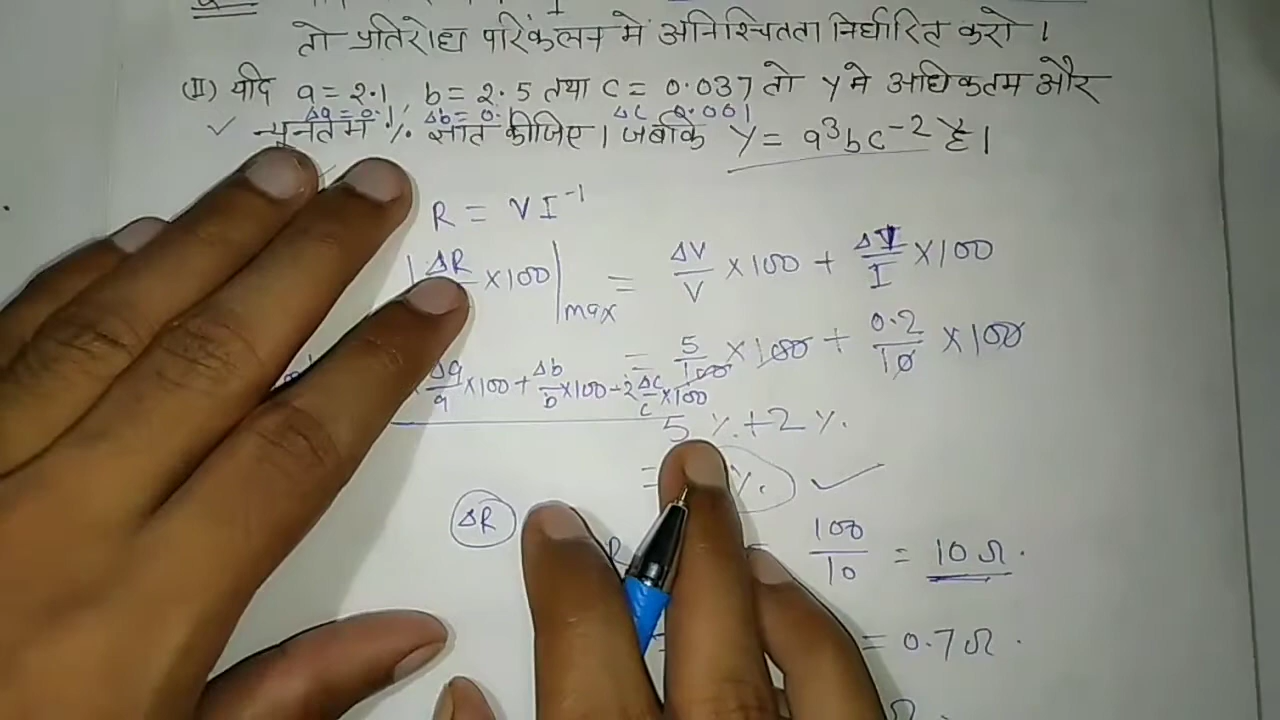 तो प्रतिरोध परिकलन मे अनिश्चितता निर्धारित करो ।
(II) यदि a = 2.1, b = 2.5 तथा c = 0.037 तो Y मे अधिकतम और
Δa = 0.1 Δb = 0.1 ΔC 0.001
✓ न्यूनतम % ज्ञात कीजिए । जबकि Y = a³bc⁻² है।
R = VI⁻¹
|ΔR ×100|max = ΔV/V ×100 + ΔI/I ×100
= 5/100 ×100 + 0.2/10 ×100
Δa/a ×100 + Δb/b ×100 - 2 Δc/c ×100
5 % + 2 %.
= %. ✓
ΔR
R 100/10 = 10 Ω.
= 0.7 Ω.
Ω